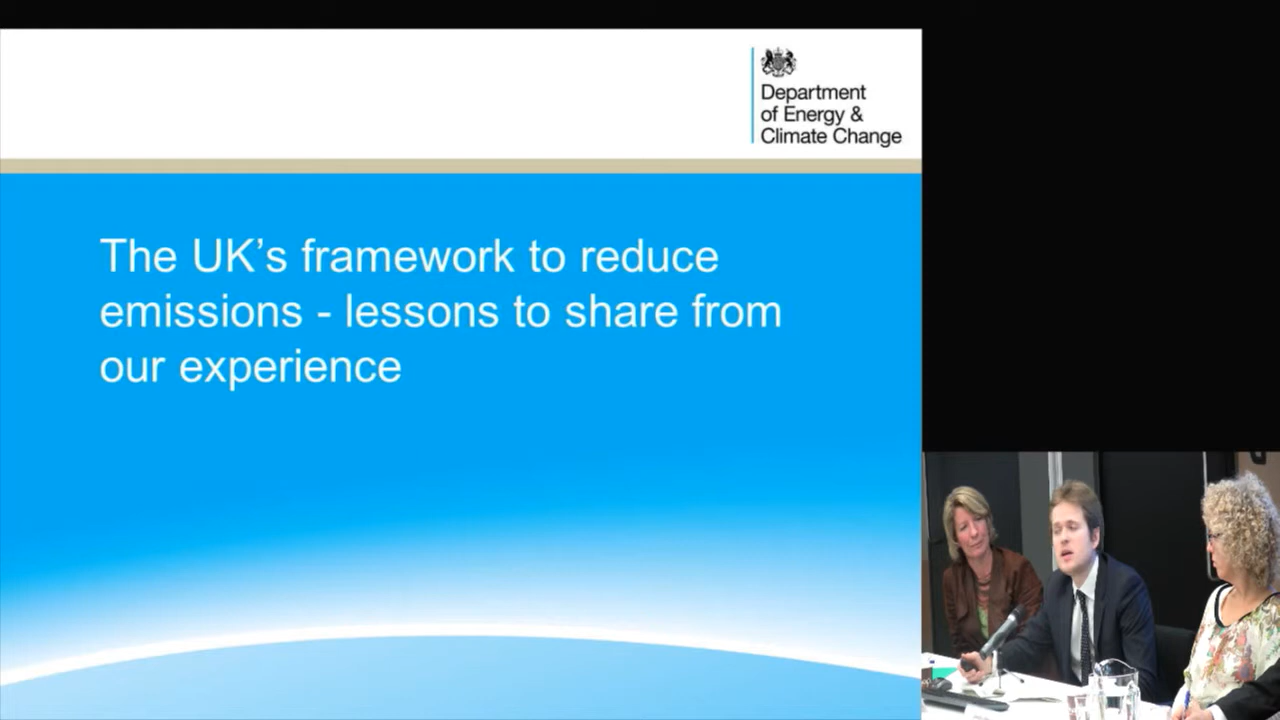 Department
of Energy &
Climate Change
The UK’s framework to reduce
emissions - lessons to share from
our experience